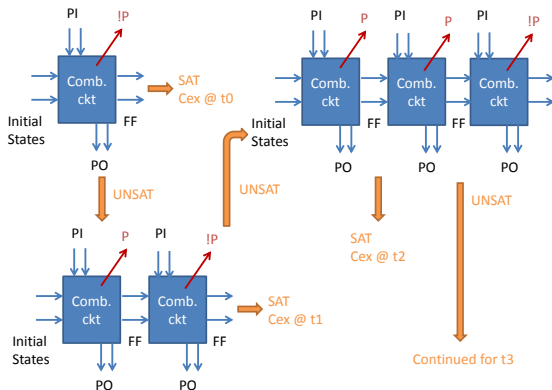 PI
!P
Comb.
ckt
SAT
Cex @ t0
Initial
States
FF
PO
UNSAT
PI
P
PI
!P
Comb.
ckt
Comb.
ckt
SAT
Cex @ t1
Initial
States
FF
PO
PO
PI
P
PI
P
PI
!P
Comb.
ckt
Comb.
ckt
Comb.
ckt
Initial
States
FF
FF
PO
PO
PO
UNSAT
UNSAT
SAT
Cex @ t2
Continued for t3